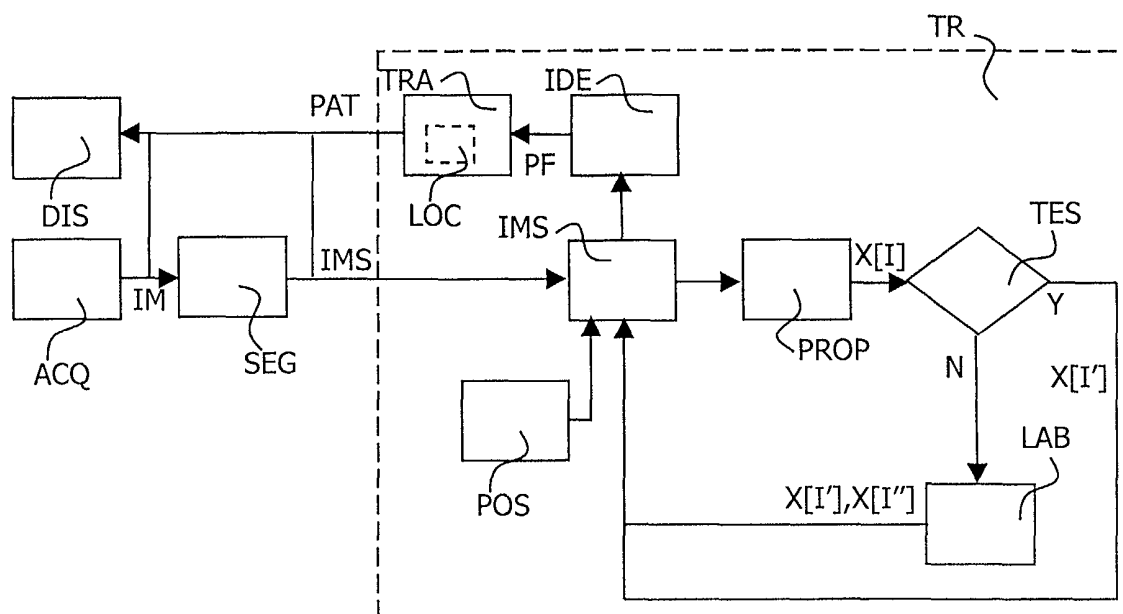 TR
TRA
IDE
PAT
PF
LOC
DIS
IMS
TES
IMS
X[I]
IM
Y
PROP
SEG
ACQ
N
X[I']
LAB
X[I'],X[I"]
POS